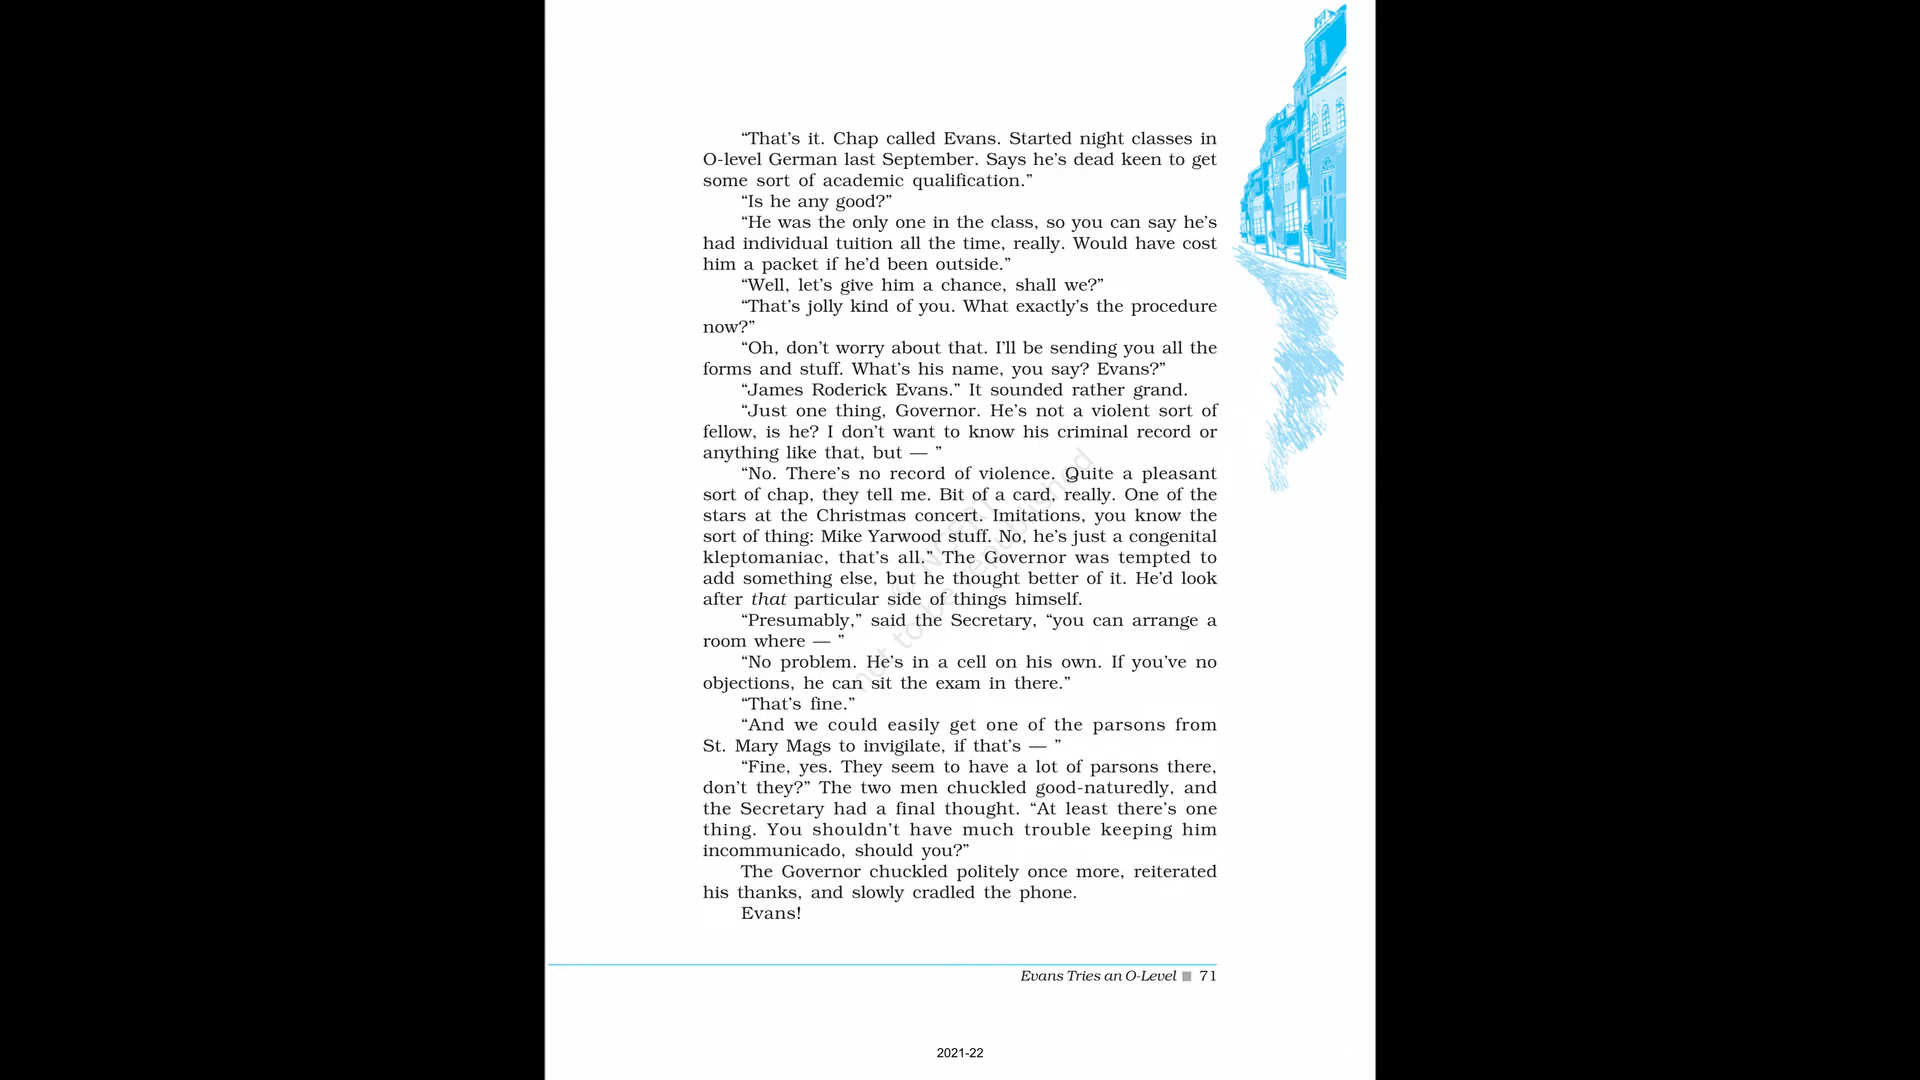 “That’s it. Chap called Evans. Started night classes in
O-level German last September. Says he’s dead keen to get
some sort of academic qualification.”
“Is he any good?”
“He was the only one in the class, so you can say he’s
had individual tuition all the time, really. Would have cost
him a packet if he’d been outside.”
“Well, let’s give him a chance, shall we?”
“That’s jolly kind of you. What exactly’s the procedure
now?”
“Oh, don’t worry about that. I’ll be sending you all the
forms and stuff. What’s his name, you say? Evans?”
“James Roderick Evans.” It sounded rather grand.
“Just one thing, Governor. He’s not a violent sort of
fellow, is he? I don’t want to know his criminal record or
anything like that, but — ”
“No. There’s no record of violence. Quite a pleasant
sort of chap, they tell me. Bit of a card, really. One of the
stars at the Christmas concert. Imitations, you know the
sort of thing: Mike Yarwood stuff. No, he’s just a congenital
kleptomaniac, that’s all.” The Governor was tempted to
add something else, but he thought better of it. He’d look
after that particular side of things himself.
“Presumably,” said the Secretary, “you can arrange a
room where — ”
“No problem. He’s in a cell on his own. If you’ve no
objections, he can sit the exam in there.”
“That’s fine.”
“And we could easily get one of the parsons from
St. Mary Mags to invigilate, if that’s — ”
“Fine, yes. They seem to have a lot of parsons there,
don’t they?” The two men chuckled good-naturedly, and
the Secretary had a final thought. “At least there’s one
thing. You shouldn’t have much trouble keeping him
incommunicado, should you?”
The Governor chuckled politely once more, reiterated
his thanks, and slowly cradled the phone.
Evans!
© NCERT
not to be republished
Evans Tries an O-Level ■ 71
2021-22